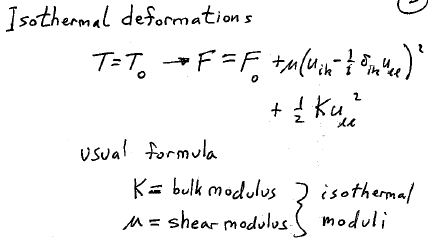 Isothermal deformations
T=T₀ → F = F₀ + μ(u_ik - 1/3 δ_ik u_ℓℓ)²
+ 1/2 K u_ℓℓ²
usual formula
K = bulk modulus } isothermal
μ = shear modulus } moduli